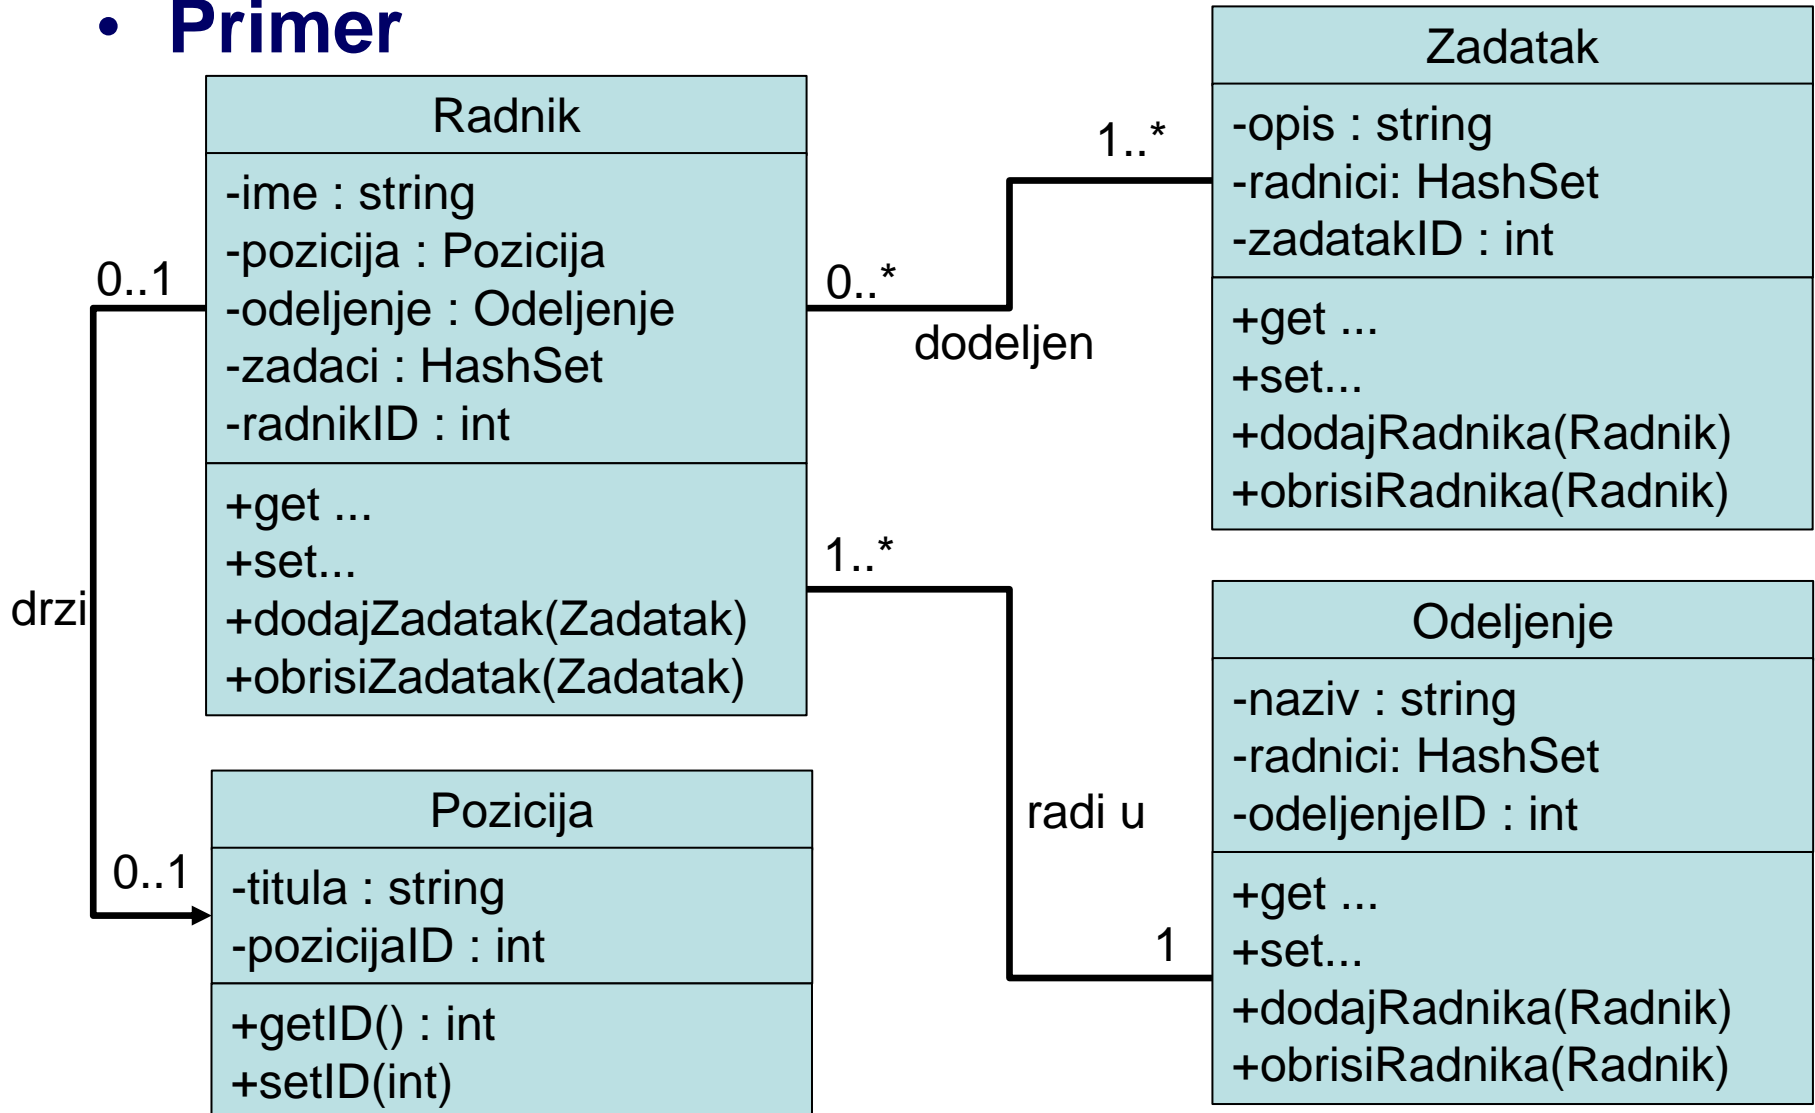 • Primer
Radnik
-ime : string
-pozicija : Pozicija
-odeljenje : Odeljenje
-zadaci : HashSet
-radnikID : int
+get ...
+set...
+dodajZadatak(Zadatak)
+obrisiZadatak(Zadatak)
0..1
drzi
0..1
Pozicija
-titula : string
-pozicijaID : int
+getID() : int
+setID(int)
0..*
dodeljen
1..*
Zadatak
-opis : string
-radnici: HashSet
-zadatakID : int
+get ...
+set...
+dodajRadnika(Radnik)
+obrisiRadnika(Radnik)
1..*
radi u
1
Odeljenje
-naziv : string
-radnici: HashSet
-odeljenjeID : int
+get ...
+set...
+dodajRadnika(Radnik)
+obrisiRadnika(Radnik)